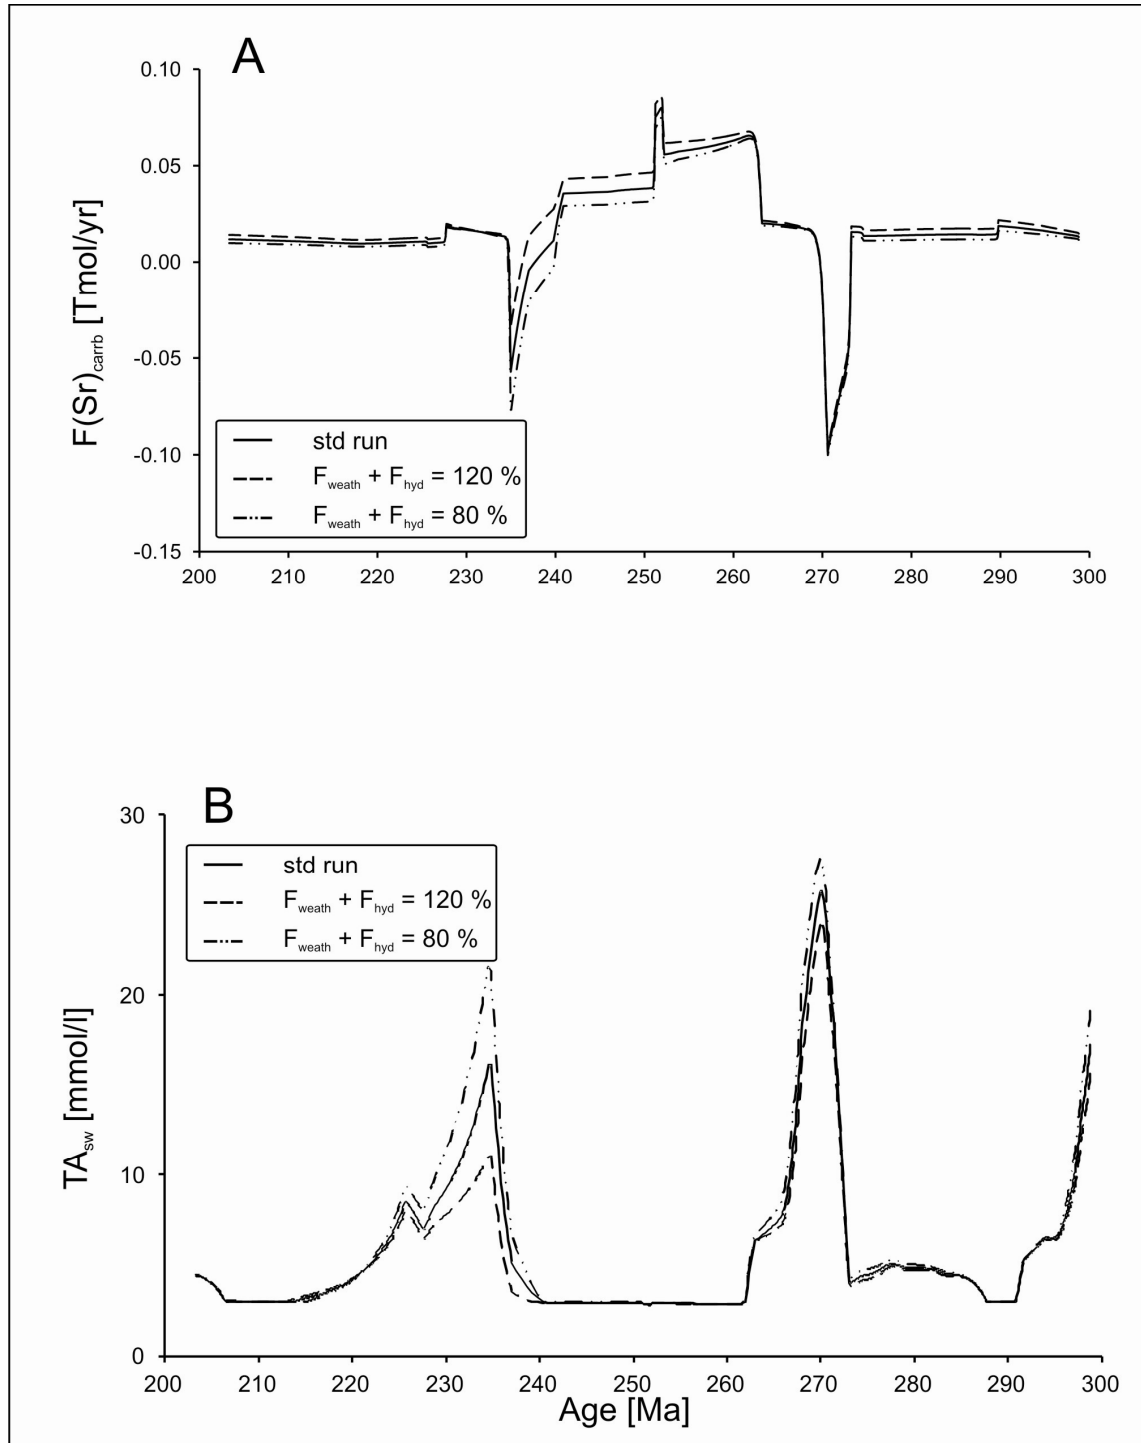 A
F(Sr)carrb [Tmol/yr]
0.10
0.05
0.00
-0.05
-0.10
-0.15
std run
Fweath + Fhyd = 120 %
Fweath + Fhyd = 80 %
200 210 220 230 240 250 260 270 280 290 300
B
TAsw [mmol/l]
30
20
10
0
std run
Fweath + Fhyd = 120 %
Fweath + Fhyd = 80 %
200 210 220 230 240 250 260 270 280 290 300
Age [Ma]